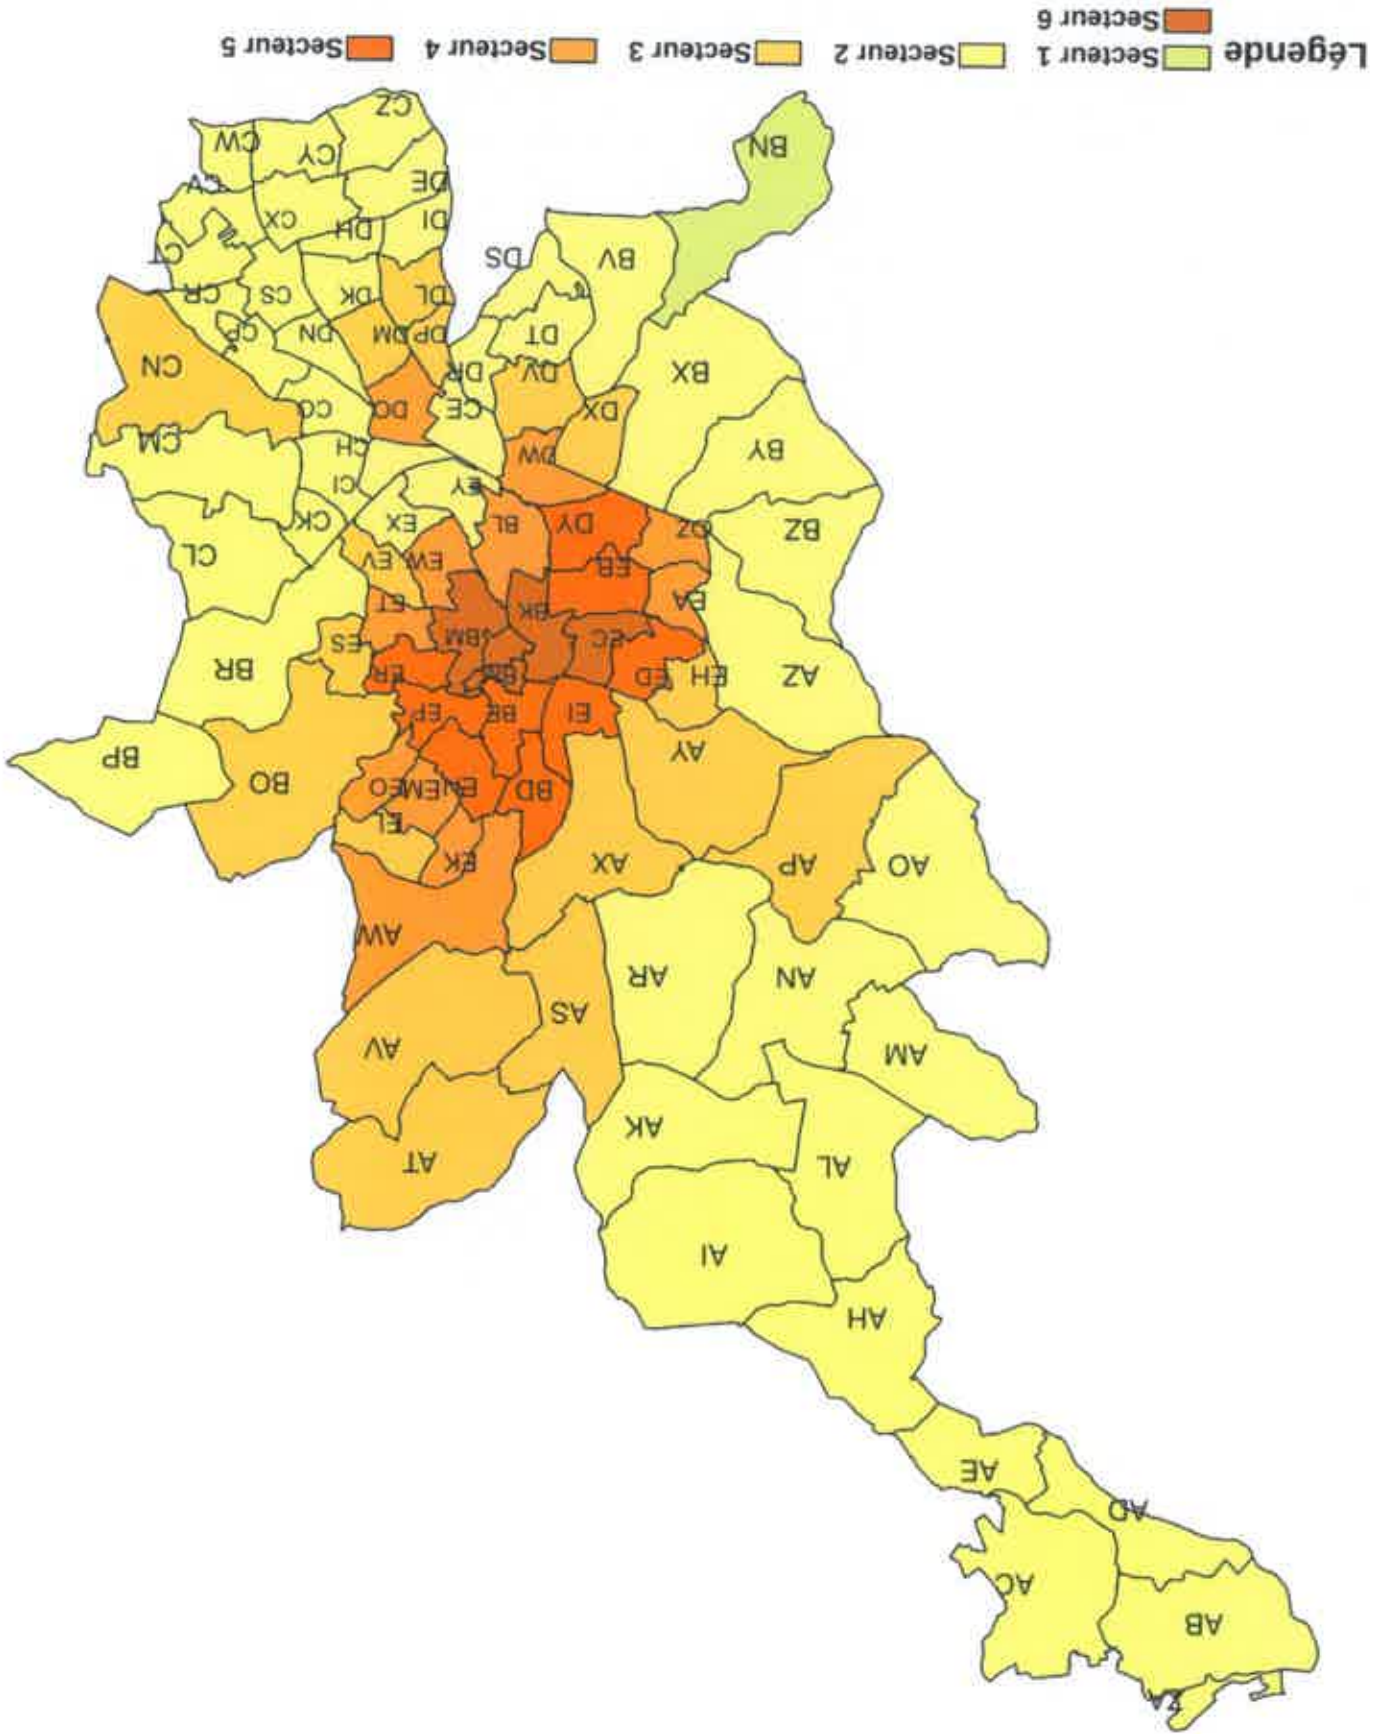 ZA
AB
AC
AD
AE
AH
AI
AL AT
AK
AM AV
AS
AN AR
AW
AO AP AX EK
EL
BD EN EM EO BO
BP
AY
EI BE EP
AZ EH ED ER BR
EC BM ES
BK EA ET
EB EW EV CL
BZ DY BL EX CK
EY CI
BY DW CH CM
DX CE DO CO
BX DV DR CN
DT DP DM DN CP
DL DK CS CR
BV DS CT
DI DH CX
DE
BN CY CW
CZ
Légende Secteur 1 Secteur 2 Secteur 3 Secteur 4 Secteur 5
Secteur 6